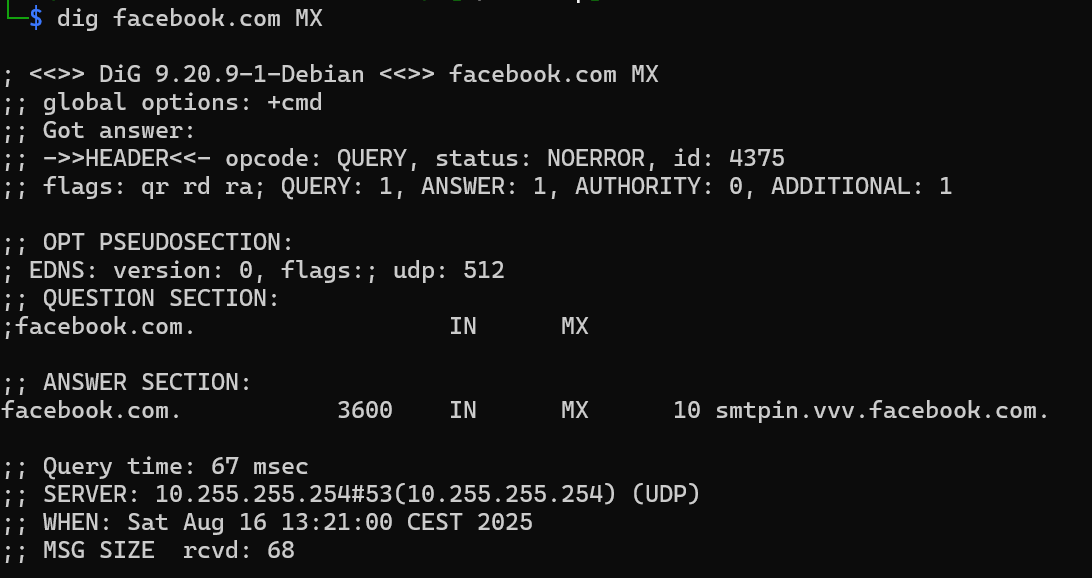 └─$ dig facebook.com MX

; <<>> DiG 9.20.9-1-Debian <<>> facebook.com MX
;; global options: +cmd
;; Got answer:
;; ->>HEADER<<- opcode: QUERY, status: NOERROR, id: 4375
;; flags: qr rd ra; QUERY: 1, ANSWER: 1, AUTHORITY: 0, ADDITIONAL: 1

;; OPT PSEUDOSECTION:
; EDNS: version: 0, flags:; udp: 512
;; QUESTION SECTION:
;facebook.com.                  IN      MX

;; ANSWER SECTION:
facebook.com.           3600    IN      MX      10 smtpin.vvv.facebook.com.

;; Query time: 67 msec
;; SERVER: 10.255.255.254#53(10.255.255.254) (UDP)
;; WHEN: Sat Aug 16 13:21:00 CEST 2025
;; MSG SIZE  rcvd: 68